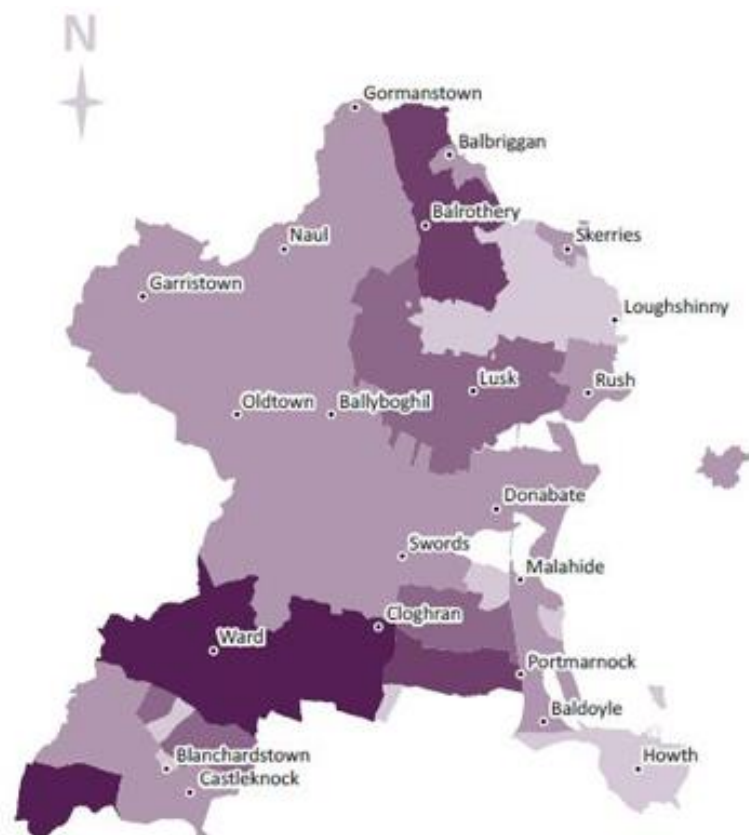 N
Gormanstown
Balbriggan
Balrothery
Naul
Skerries
Garristown
Loughshinny
Lusk
Rush
Oldtown
Ballyboghil
Donabate
Swords
Malahide
Cloghran
Ward
Portmarnock
Baldoyle
Blanchardstown
Howth
Castleknock